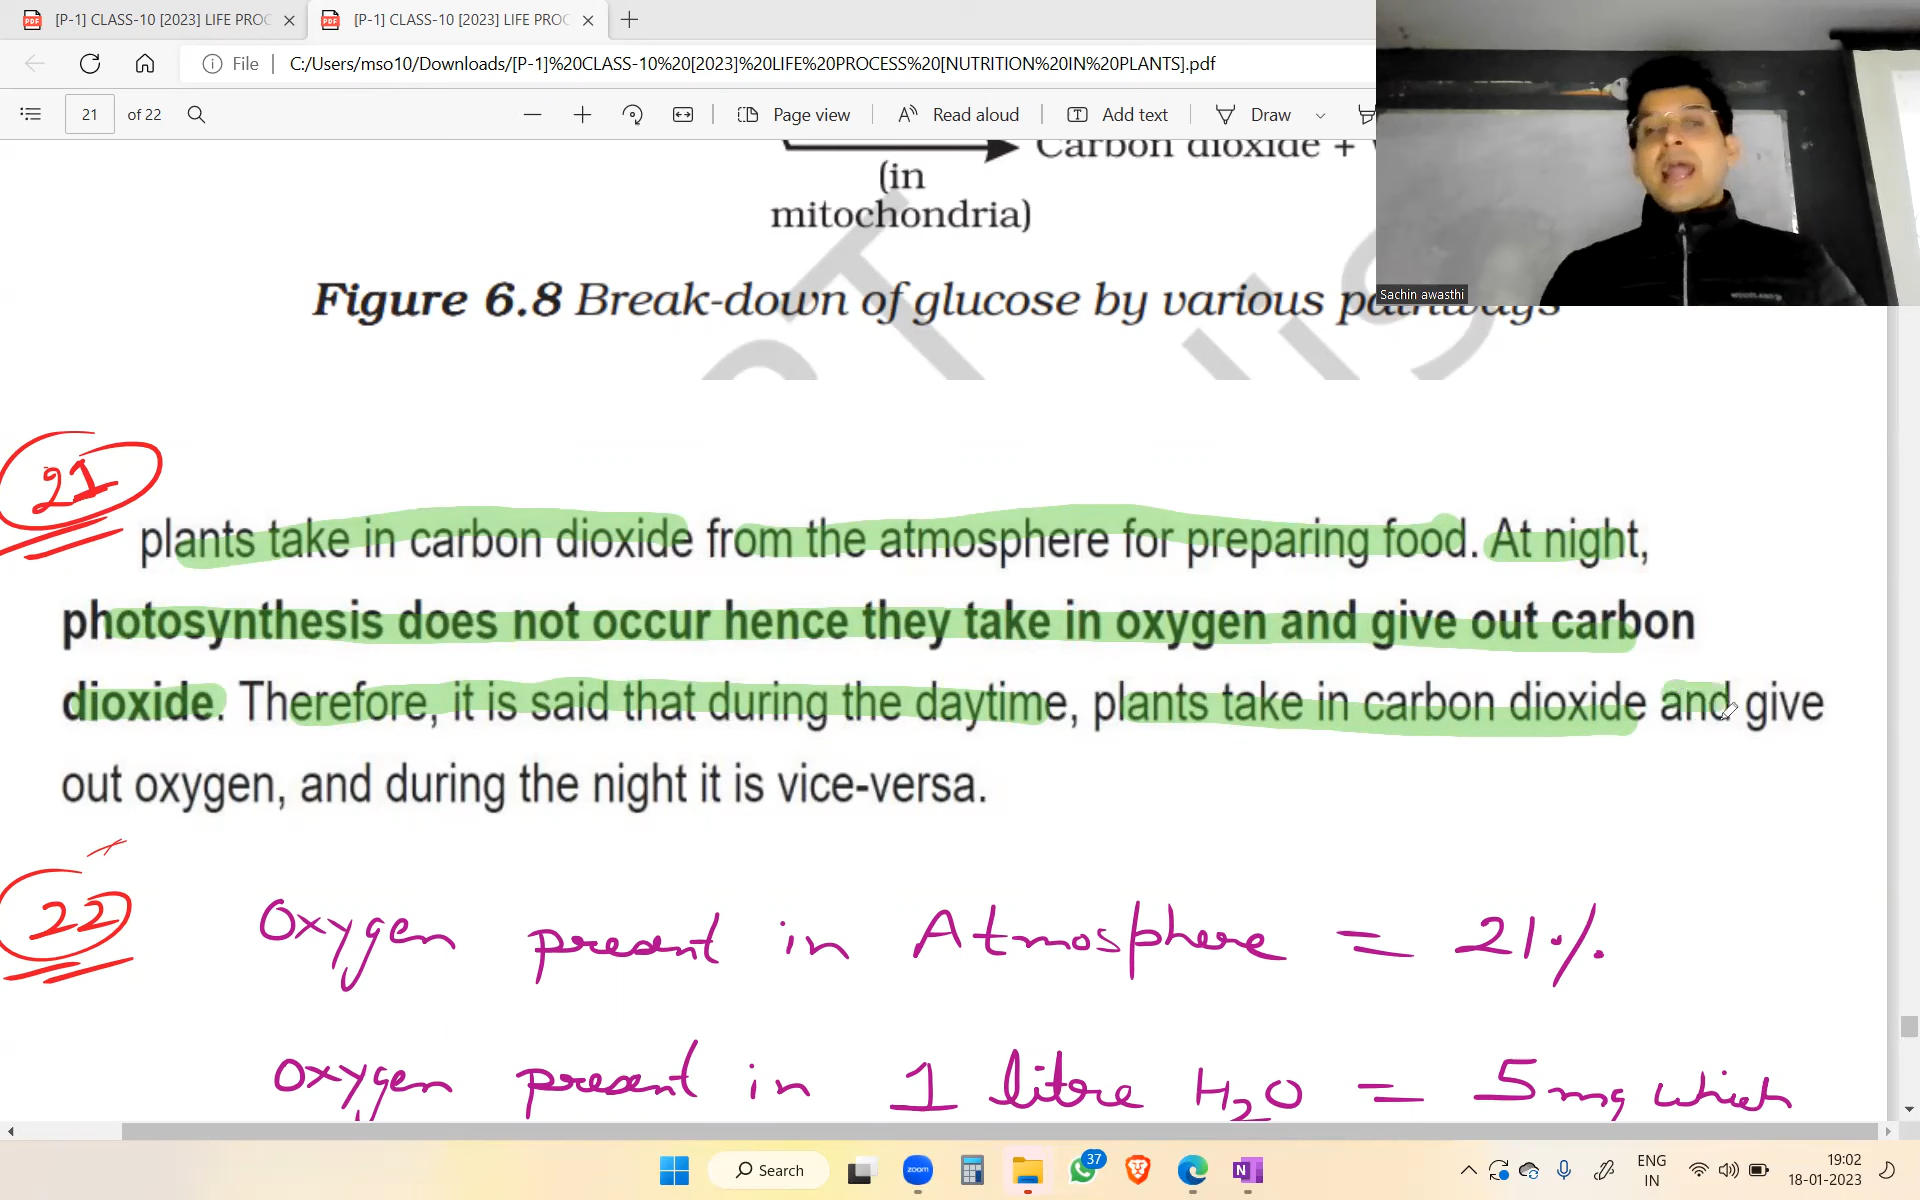 [P-1] CLASS-10 [2023] LIFE PROC
[P-1] CLASS-10 [2023] LIFE PROC
File
C:/Users/mso10/Downloads/[P-1]%20CLASS-10%20[2023]%20LIFE%20PROCESS%20[NUTRITION%20IN%20PLANTS].pdf
21 of 22
Page view
Read aloud
Add text
Draw
Carbon dioxide +
(in
mitochondria)
Sachin awasthi
Figure 6.8 Break-down of glucose by various pathways
21
plants take in carbon dioxide from the atmosphere for preparing food. At night,
photosynthesis does not occur hence they take in oxygen and give out carbon
dioxide. Therefore, it is said that during the daytime, plants take in carbon dioxide and give
out oxygen, and during the night it is vice-versa.
22
Oxygen present in Atmosphere = 21%
Oxygen present in 1 litre H2O = 5mg which
Search
zoom
37
N
ENG
IN
19:02
18-01-2023